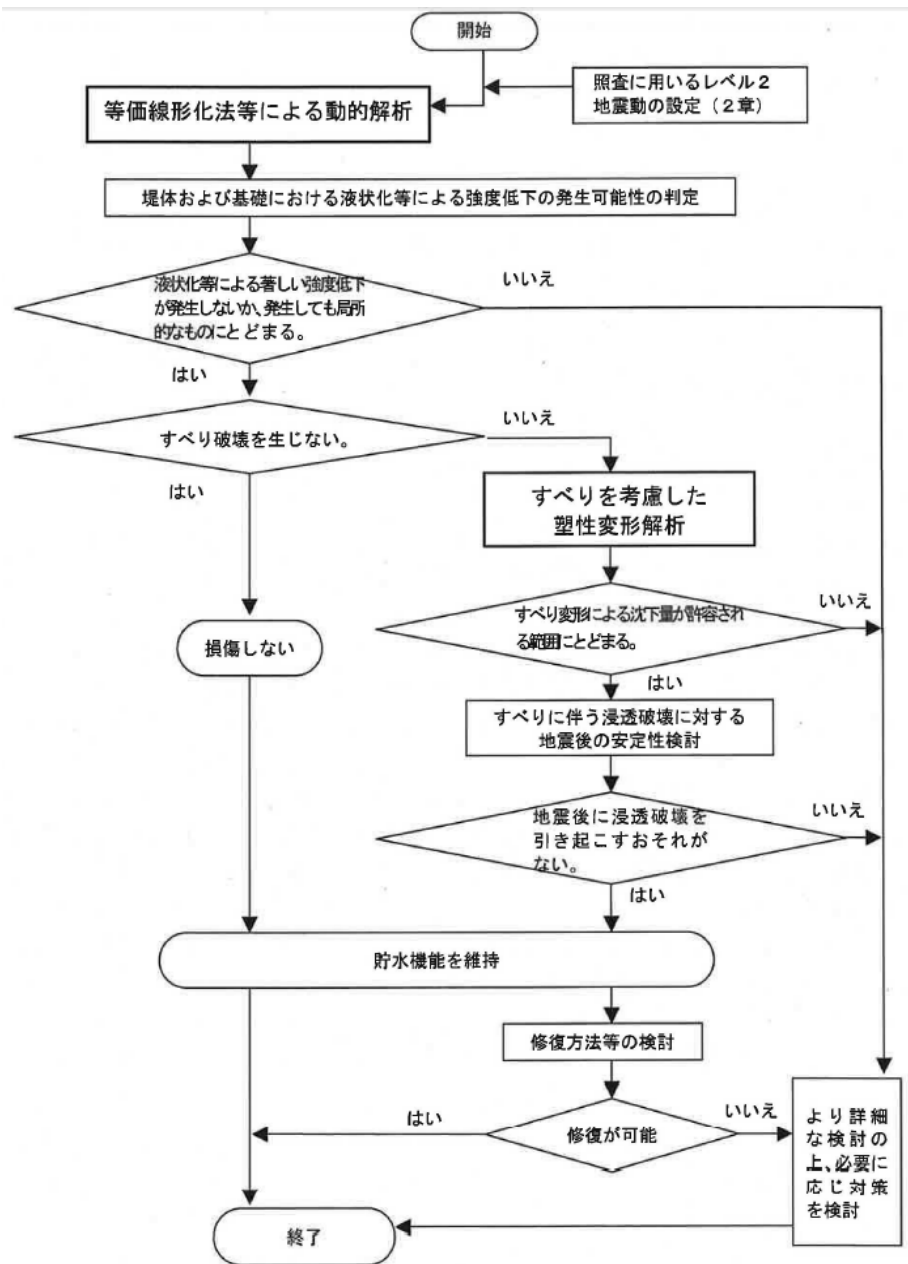 開始
照査に用いるレベル2
地震動の設定(2章)
等価線形化法等による動的解析
堤体および基礎における液状化等による強度低下の発生可能性の判定
液状化等による著しい強度低下
が発生しないか、発生しても局所
的なものにとどまる。
いいえ
はい
すべり破壊を生じない。
いいえ
はい
すべりを考慮した
塑性変形解析
すべり変形による沈下量が許容され
る範囲にとどまる。
いいえ
はい
損傷しない
すべりに伴う浸透破壊に対する
地震後の安定性検討
地震後に浸透破壊を
引き起こすおそれが
ない。
いいえ
はい
貯水機能を維持
修復方法等の検討
修復が可能
はい
いいえ
より詳細
な検討の
上、必要に
応じ対策
を検討
終了